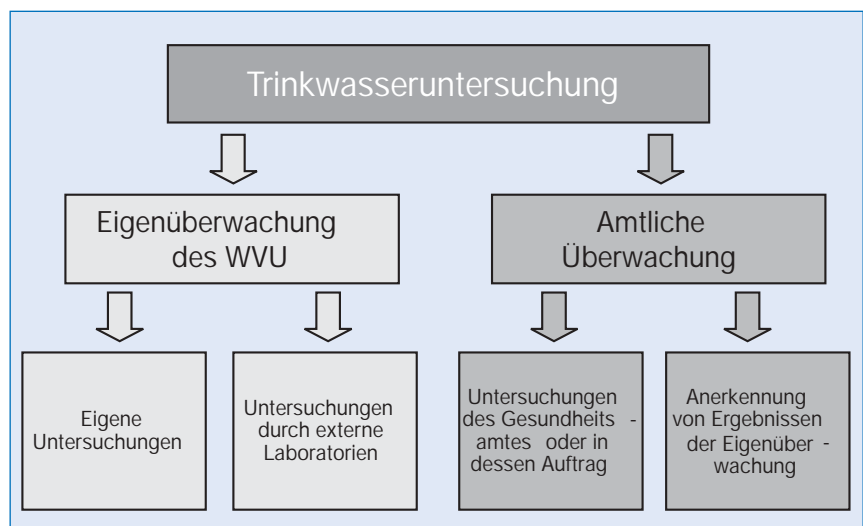 Trinkwasseruntersuchung
Eigenüberwachung
des WVU
Amtliche
Überwachung
Eigene
Untersuchungen
Untersuchungen
durch externe
Laboratorien
Untersuchungen
des Gesundheits -
amtes oder in
dessen Auftrag
Anerkennung
von Ergebnissen
der Eigenüber -
wachung